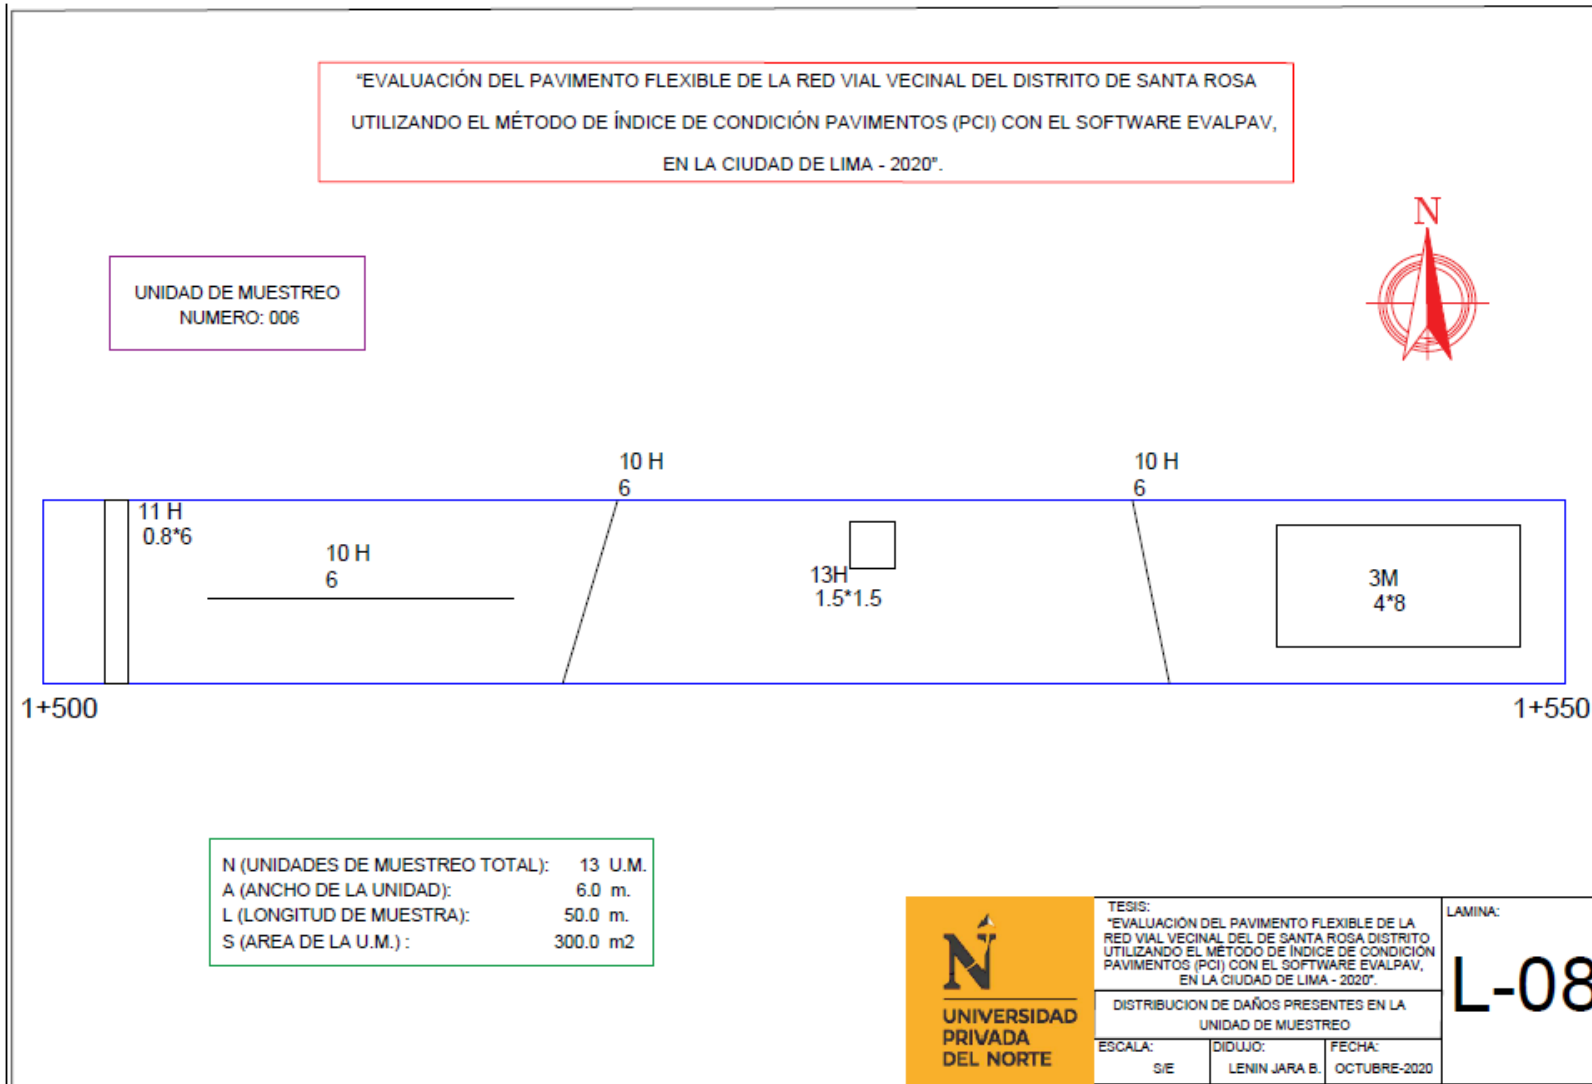 “EVALUACIÓN DEL PAVIMENTO FLEXIBLE DE LA RED VIAL VECINAL DEL DISTRITO DE SANTA ROSA
UTILIZANDO EL MÉTODO DE ÍNDICE DE CONDICIÓN PAVIMENTOS (PCI) CON EL SOFTWARE EVALPAV,
EN LA CIUDAD DE LIMA - 2020”.
N
UNIDAD DE MUESTREO
NUMERO: 006
10 H
6
10 H
6
11 H
0.8*6
10 H
6
13H
1.5*1.5
3M
4*8
1+500
1+550
N (UNIDADES DE MUESTREO TOTAL): 13 U.M.
A (ANCHO DE LA UNIDAD): 6.0 m.
L (LONGITUD DE MUESTRA): 50.0 m.
S (AREA DE LA U.M.) : 300.0 m2
N
UNIVERSIDAD
PRIVADA
DEL NORTE
TESIS:
“EVALUACIÓN DEL PAVIMENTO FLEXIBLE DE LA
RED VIAL VECINAL DEL DE SANTA ROSA DISTRITO
UTILIZANDO EL MÉTODO DE ÍNDICE DE CONDICIÓN
PAVIMENTOS (PCI) CON EL SOFTWARE EVALPAV,
EN LA CIUDAD DE LIMA - 2020”.
DISTRIBUCION DE DAÑOS PRESENTES EN LA
UNIDAD DE MUESTREO
ESCALA:
S/E
DIDUJO:
LENIN JARA B.
FECHA:
OCTUBRE-2020
LAMINA:
L-08